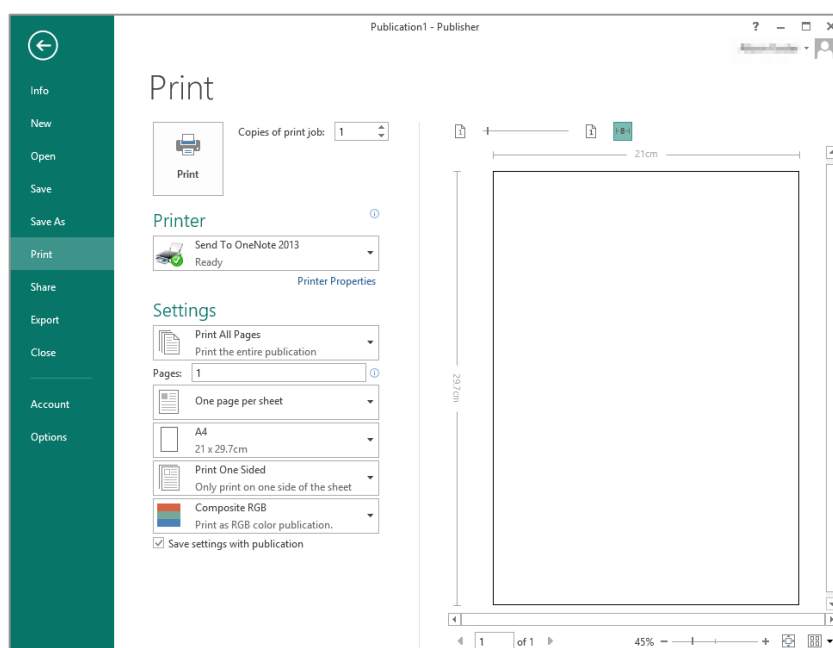 Publication1 - Publisher
?
Info
New
Open
Save
Save As
Print
Share
Export
Close
Account
Options
Print
Print
Copies of print job: 1
Printer
Send To OneNote 2013
Ready
Printer Properties
Settings
Print All Pages
Print the entire publication
Pages: 1
One page per sheet
A4
21 x 29.7cm
Print One Sided
Only print on one side of the sheet
Composite RGB
Print as RGB color publication.
Save settings with publication
1
1
21cm
29.7cm
1 of 1
45%